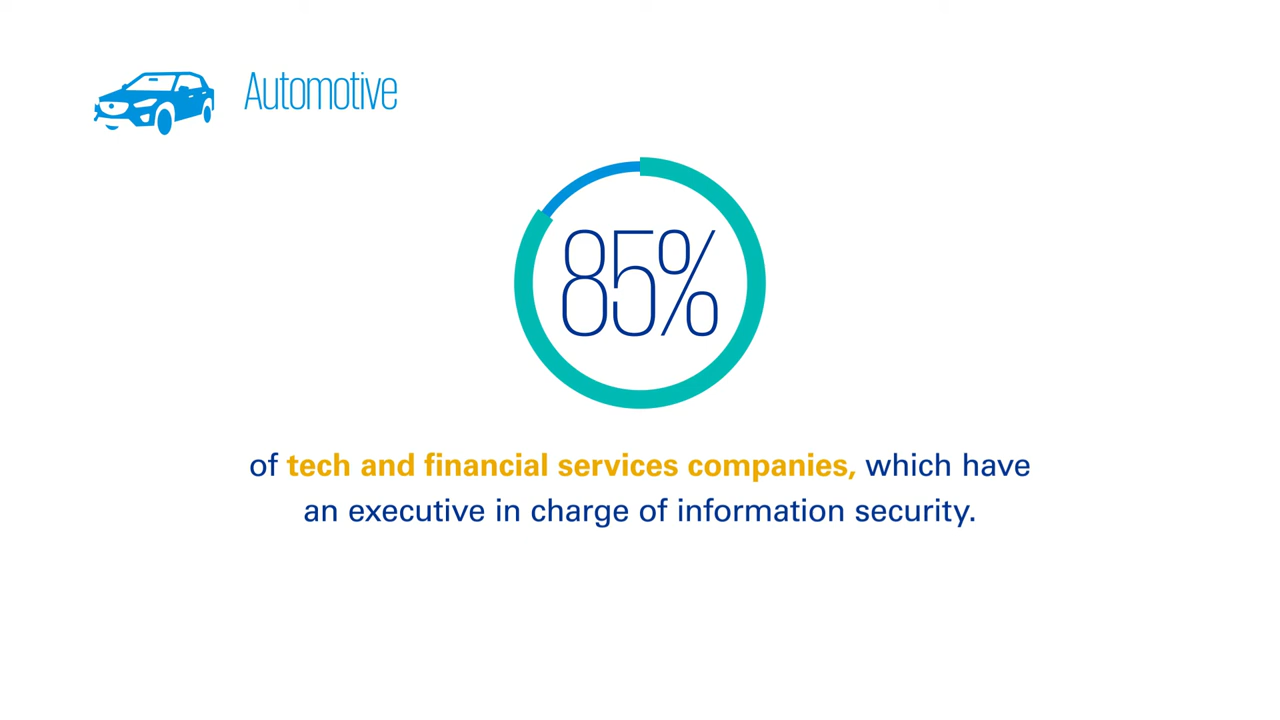 Automotive
85%
of tech and financial services companies, which have
an executive in charge of information security.